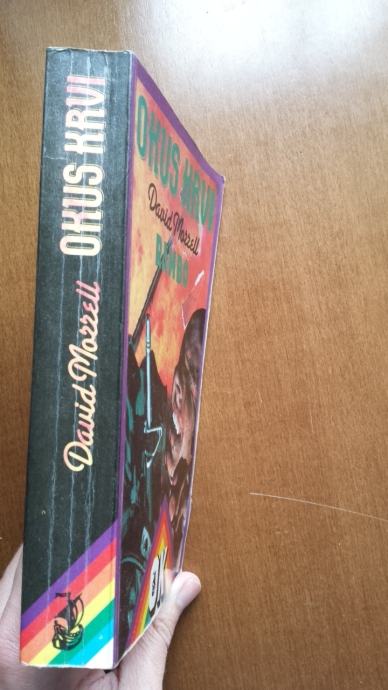 David Morrell OKUS KRVI
OKUS KRVI
David Morrell
RAMBO